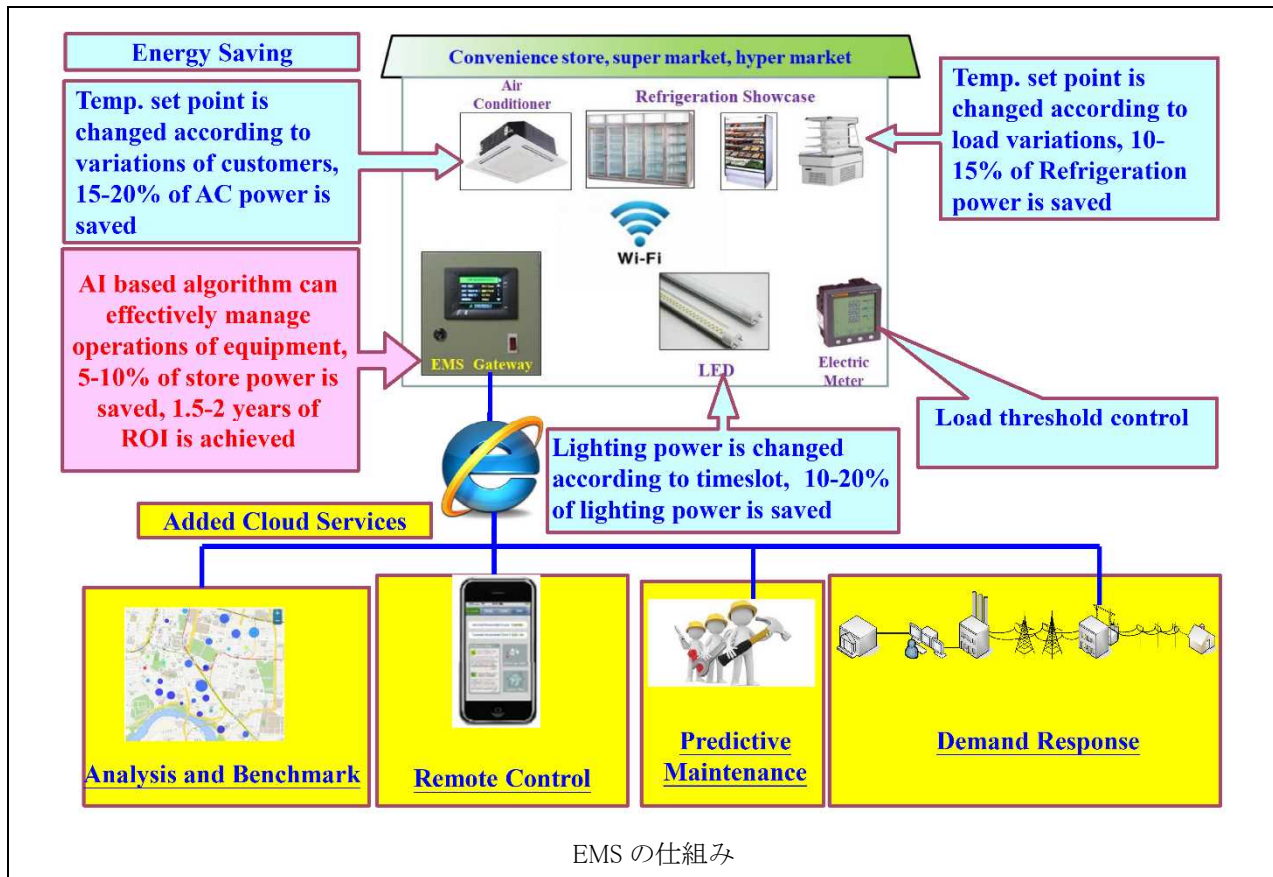 Energy Saving
Convenience store, super market, hyper market
Temp. set point is
changed according to
variations of customers,
15-20% of AC power is
saved
Air
Conditioner
Refrigeration Showcase
Temp. set point is
changed according to
load variations, 10-
15% of Refrigeration
power is saved
Wi-Fi
AI based algorithm can
effectively manage
operations of equipment,
5-10% of store power is
saved, 1.5-2 years of
ROI is achieved
EMS Gateway
LED
Electric
Meter
Load threshold control
Lighting power is changed
according to timeslot, 10-20%
of lighting power is saved
Added Cloud Services
Analysis and Benchmark
Remote Control
Predictive
Maintenance
Demand Response
EMS の仕組み